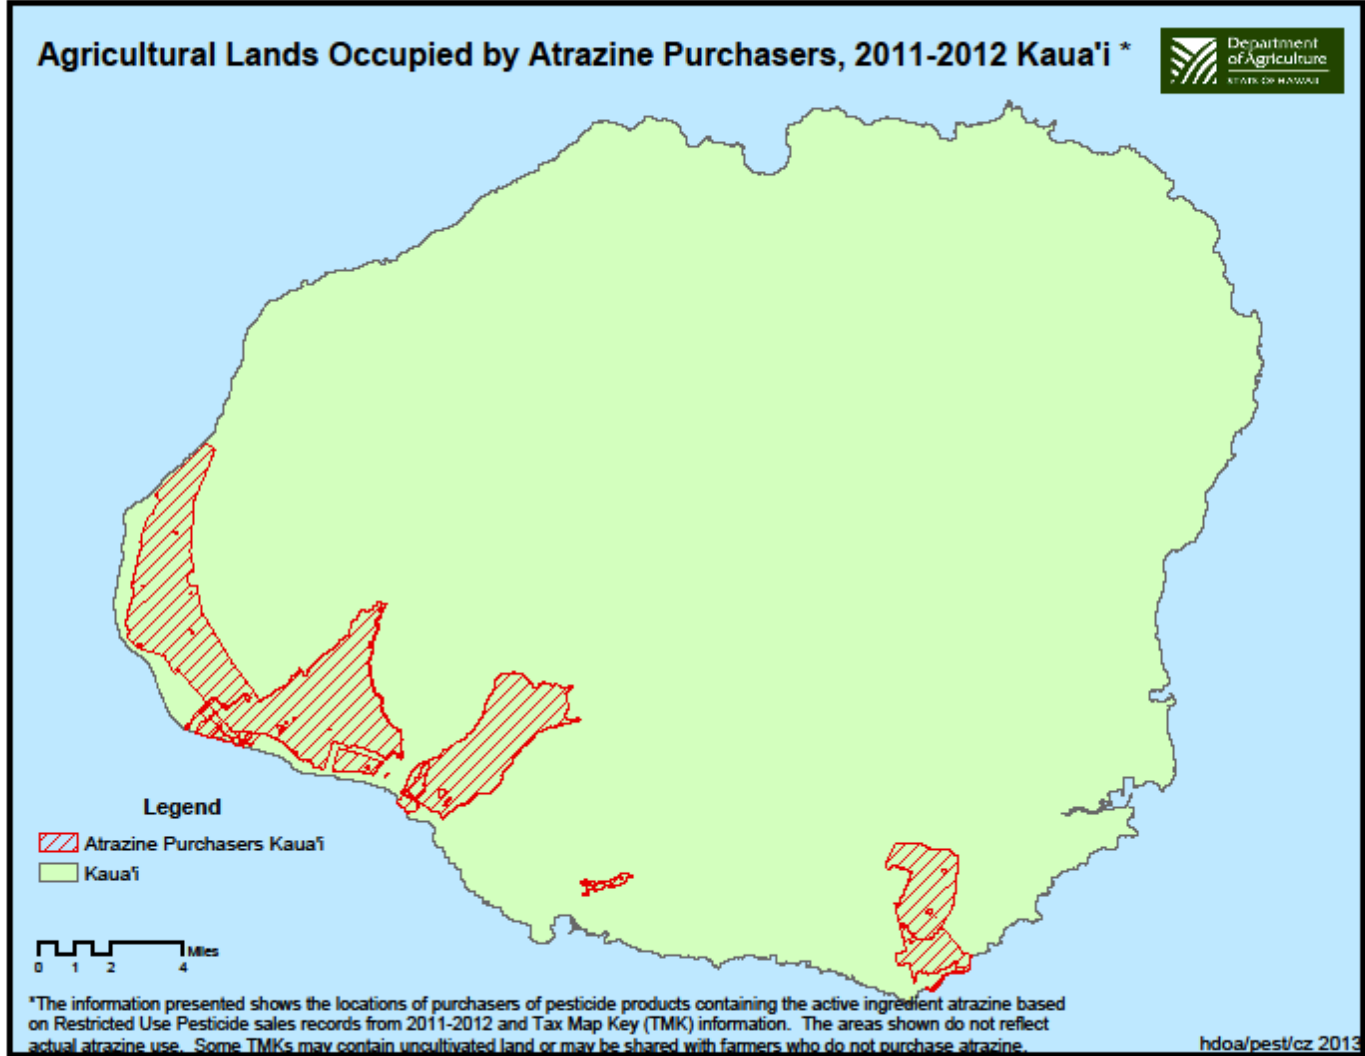 Agricultural Lands Occupied by Atrazine Purchasers, 2011-2012 Kaua'i *
Department
of Agriculture
STATE OF HAWAII
Legend
Atrazine Purchasers Kaua'i
Kaua'i
Miles
0 1 2 4
*The information presented shows the locations of purchasers of pesticide products containing the active ingredient atrazine based
on Restricted Use Pesticide sales records from 2011-2012 and Tax Map Key (TMK) information. The areas shown do not reflect
actual atrazine use. Some TMKs may contain uncultivated land or may be shared with farmers who do not purchase atrazine.
hdoa/pest/cz 2013